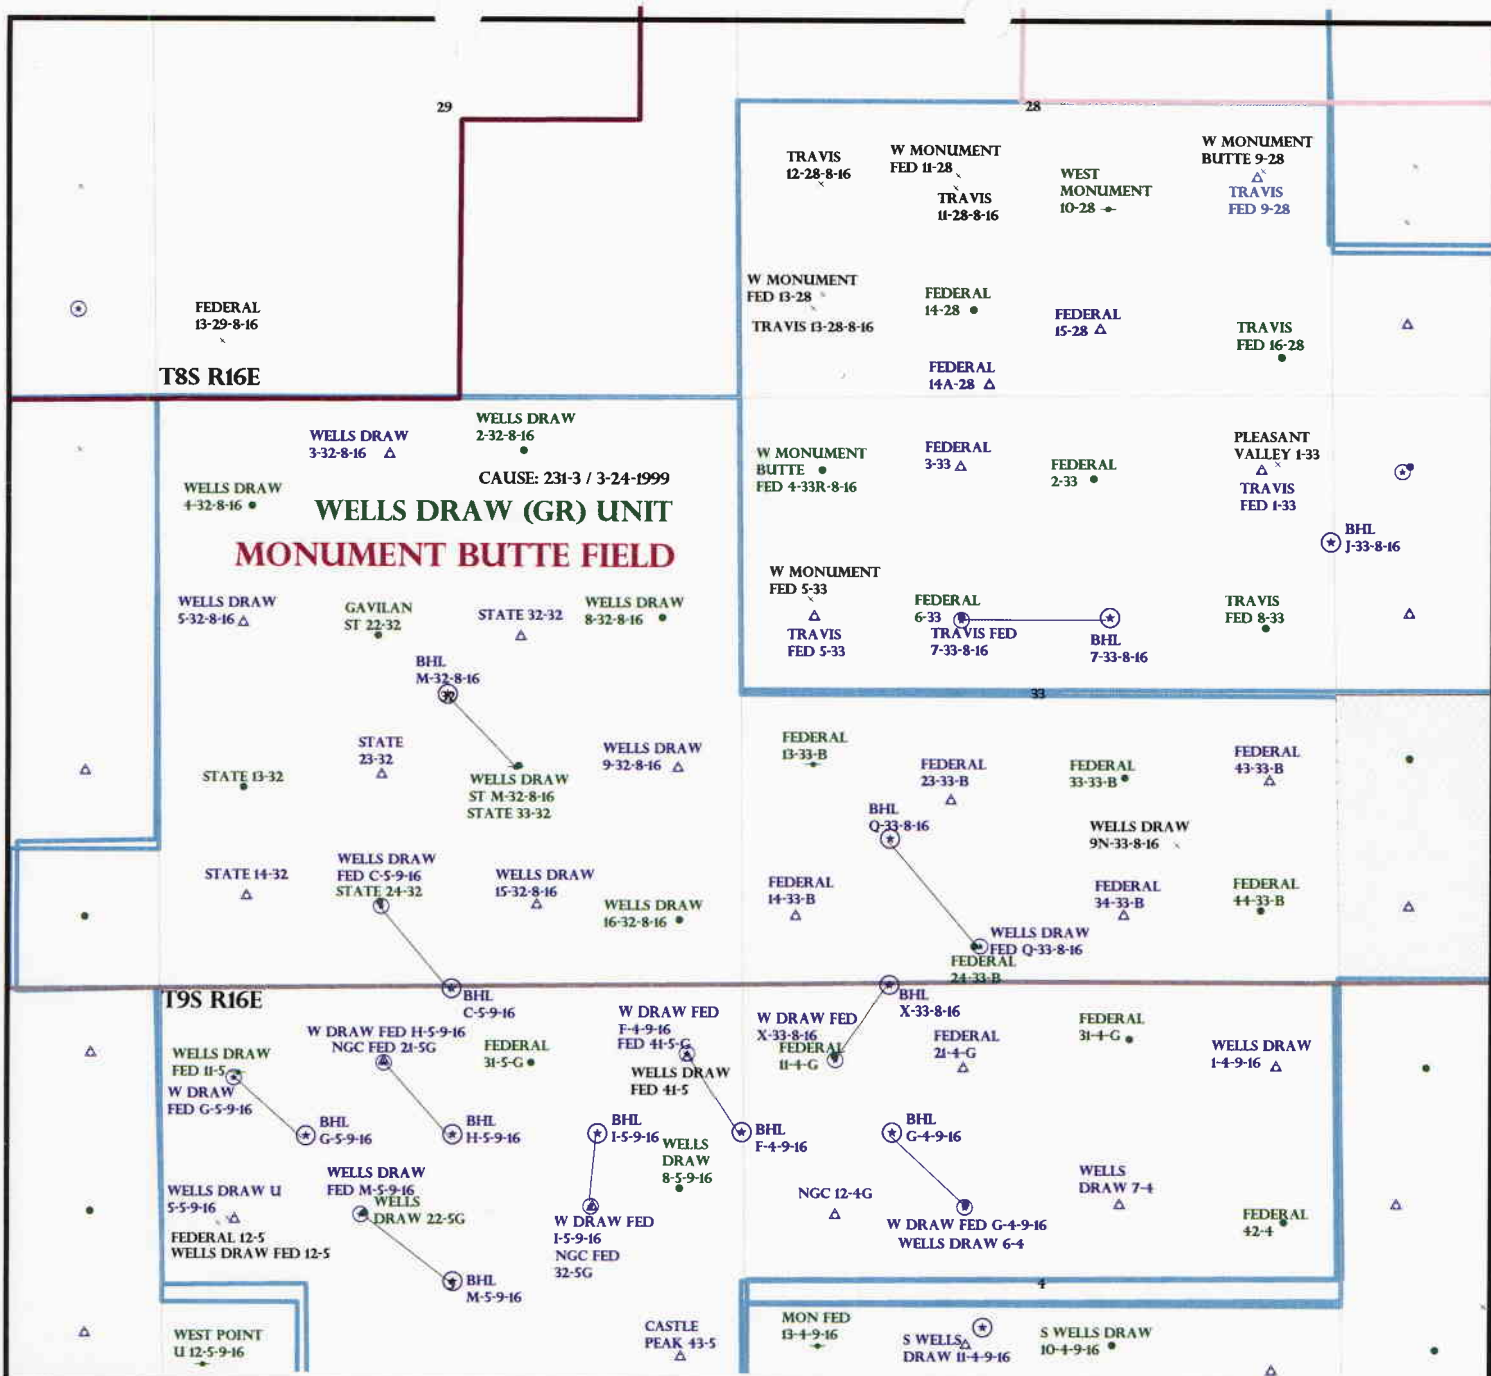 29
28
TRAVIS
12-28-8-16
W MONUMENT
FED 11-28
TRAVIS
11-28-8-16
WEST
MONUMENT
10-28
W MONUMENT
BUTTE 9-28
TRAVIS
FED 9-28
FEDERAL
13-29-8-16
W MONUMENT
FED 13-28
TRAVIS 13-28-8-16
FEDERAL
14-28
FEDERAL
15-28
TRAVIS
FED 16-28
FEDERAL
14A-28
T8S R16E
WELLS DRAW
3-32-8-16
WELLS DRAW
2-32-8-16
CAUSE: 231-3 / 3-24-1999
WELLS DRAW
4-32-8-16
WELLS DRAW (GR) UNIT
MONUMENT BUTTE FIELD
W MONUMENT
BUTTE
FED 4-33R-8-16
FEDERAL
3-33
FEDERAL
2-33
PLEASANT
VALLEY 1-33
TRAVIS
FED 1-33
BHL
J-33-8-16
WELLS DRAW
5-32-8-16
GAVILAN
ST 22-32
STATE 32-32
WELLS DRAW
8-32-8-16
W MONUMENT
FED 5-33
TRAVIS
FED 5-33
FEDERAL
6-33
TRAVIS FED
7-33-8-16
BHL
7-33-8-16
TRAVIS
FED 8-33
BHL
M-32-8-16
32
33
STATE
23-32
STATE 13-32
WELLS DRAW
ST M-32-8-16
STATE 33-32
WELLS DRAW
9-32-8-16
FEDERAL
13-33-B
FEDERAL
23-33-B
FEDERAL
33-33-B
FEDERAL
43-33-B
BHL
Q-33-8-16
WELLS DRAW
9N-33-8-16
STATE 14-32
WELLS DRAW
FED C-5-9-16
STATE 24-32
WELLS DRAW
15-32-8-16
WELLS DRAW
16-32-8-16
FEDERAL
14-33-B
FEDERAL
34-33-B
FEDERAL
44-33-B
WELLS DRAW
FED Q-33-8-16
FEDERAL
24-33-B
T9S R16E
BHL
C-5-9-16
BHL
X-33-8-16
W DRAW FED H-5-9-16
NGC FED 21-5G
FEDERAL
31-5-G
W DRAW FED
F-4-9-16
FED 41-5-G
WELLS DRAW
FED 41-5
W DRAW FED
X-33-8-16
FEDERAL
11-4-G
FEDERAL
21-4-G
FEDERAL
31-4-G
WELLS DRAW
1-4-9-16
WELLS DRAW
FED 11-5
W DRAW
FED G-5-9-16
BHL
G-5-9-16
BHL
H-5-9-16
BHL
I-5-9-16
BHL
F-4-9-16
BHL
G-4-9-16
WELLS
DRAW
8-5-9-16
WELLS DRAW U
5-5-9-16
FEDERAL 12-5
WELLS DRAW FED 12-5
WELLS DRAW
FED M-5-9-16
WELLS
DRAW 22-5G
W DRAW FED
I-5-9-16
NGC FED
32-5G
NGC 12-4G
W DRAW FED G-4-9-16
WELLS DRAW 6-4
WELLS
DRAW 7-4
FEDERAL
42-4
BHL
M-5-9-16
4
WEST POINT
U 12-5-9-16
CASTLE
PEAK 43-5
MON FED
13-4-9-16
S WELLS
DRAW 11-4-9-16
S WELLS DRAW
10-4-9-16